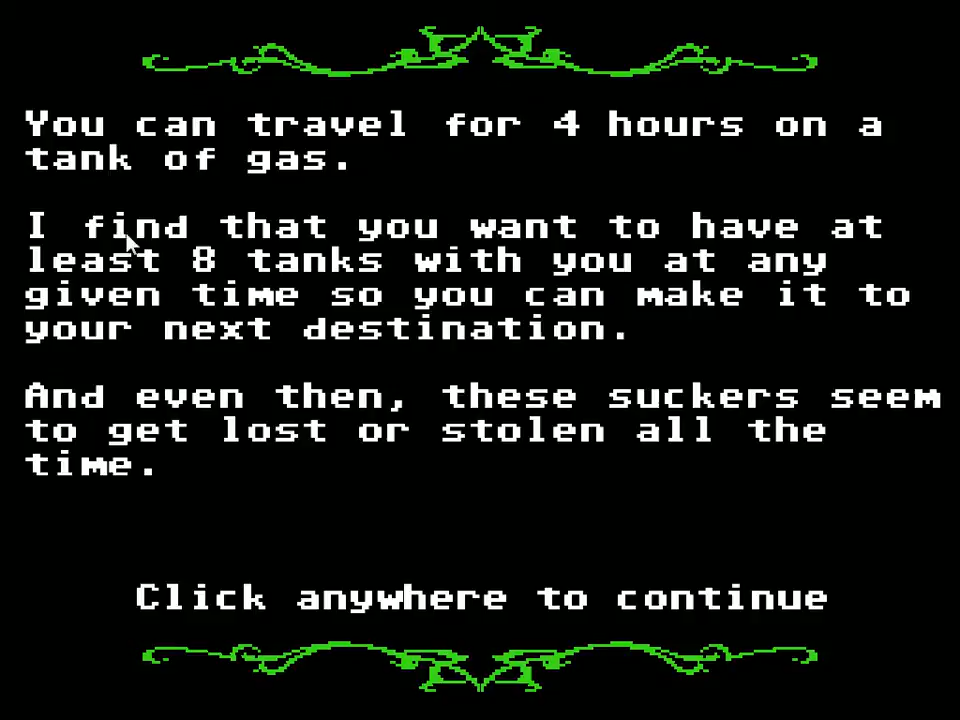 You can travel for 4 hours on a
tank of gas.
I find that you want to have at
least 8 tanks with you at any
given time so you can make it to
your next destination.
And even then, these suckers seem
to get lost or stolen all the
time.
Click anywhere to continue